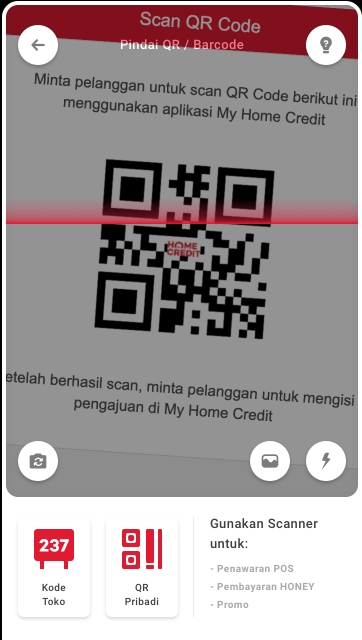 Scan QR Code
Pindai QR / Barcode
Minta pelanggan untuk scan QR Code berikut ini
menggunakan aplikasi My Home Credit
HOME
CREDIT
etelah berhasil scan, minta pelanggan untuk mengisi
pengajuan di My Home Credit
237
Kode
Toko
QR
Pribadi
Gunakan Scanner
untuk:
- Penawaran POS
- Pembayaran HONEY
- Promo